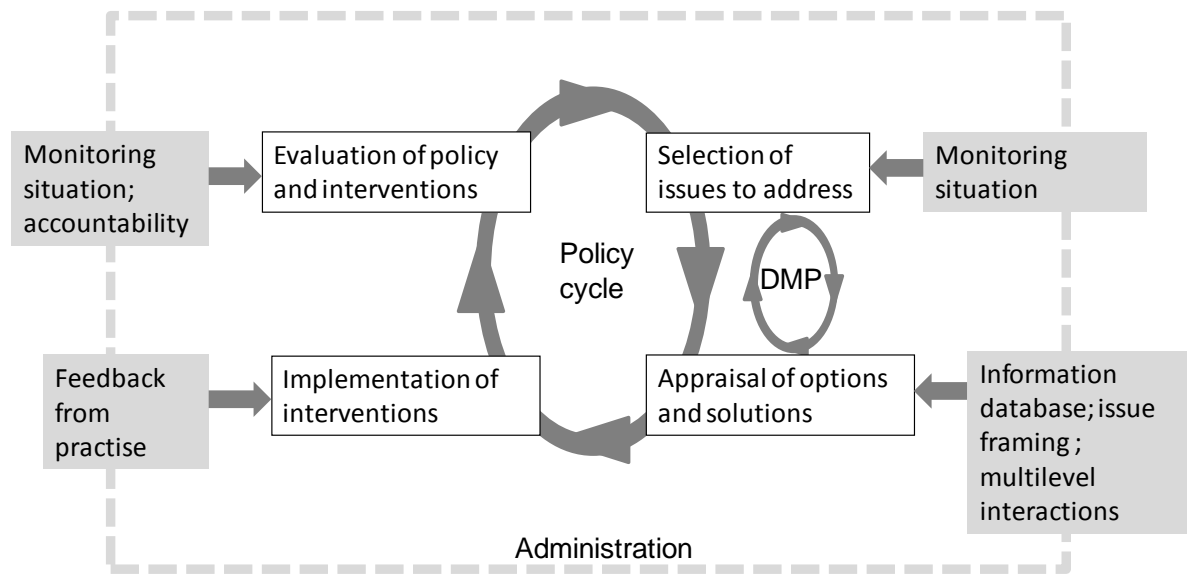 Monitoring
situation;
accountability
Evaluation of policy
and interventions
Selection of
issues to address
Monitoring
situation
Policy
cycle
DMP
Feedback
from
practise
Implementation of
interventions
Appraisal of options
and solutions
Information
database; issue
framing ;
multilevel
interactions
Administration